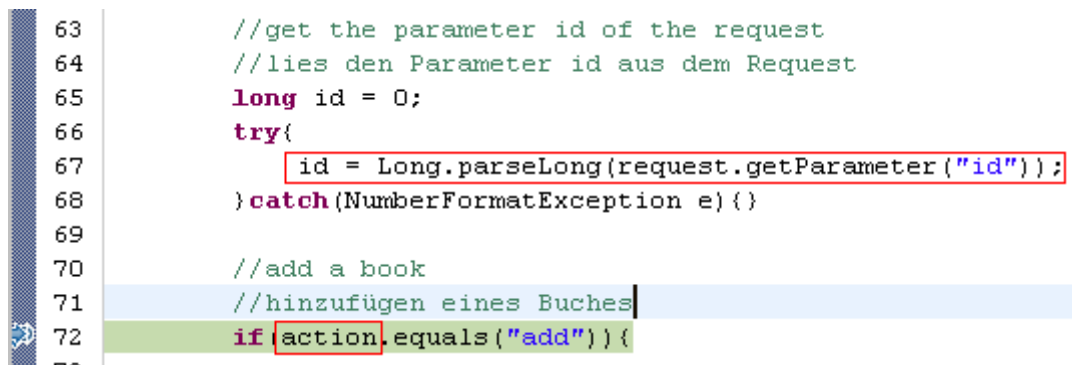 63 //get the parameter id of the request
64 //lies den Parameter id aus dem Request
65 long id = 0;
66 try{
67 id = Long.parseLong(request.getParameter("id"));
68 }catch(NumberFormatException e){}
69
70 //add a book
71 //hinzufügen eines Buches
72 if(action.equals("add")){